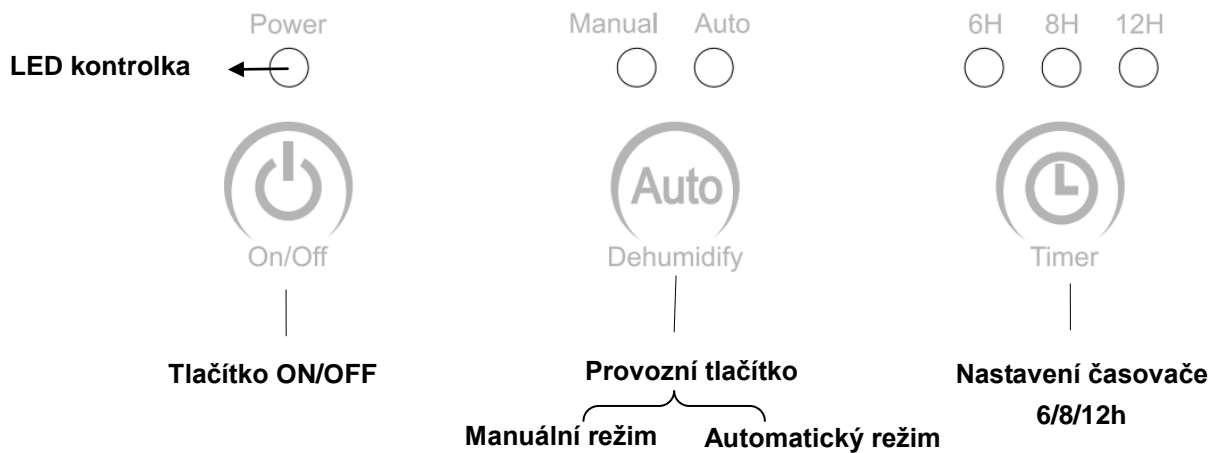 Power Manual Auto 6H 8H 12H
LED kontrolka
Auto
On/Off Dehumidify Timer
Tlačítko ON/OFF Provozní tlačítko Nastavení časovače
6/8/12h
Manuální režim Automatický režim